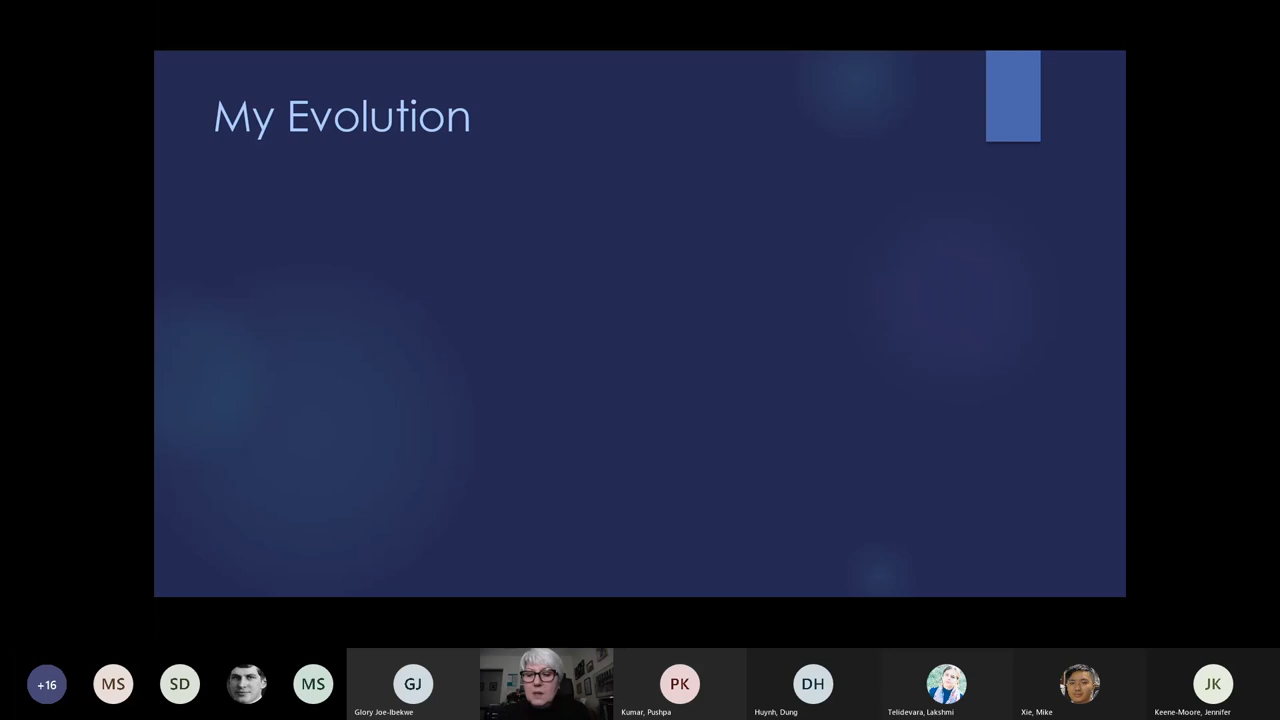 My Evolution
+16
MS
SD
MS
GJ
Glory Joe-Ibekwe
PK
Kumar, Pushpa
DH
Huynh, Dung
Telidevara, Lakshmi
Xie, Mike
JK
Keene-Moore, Jennifer